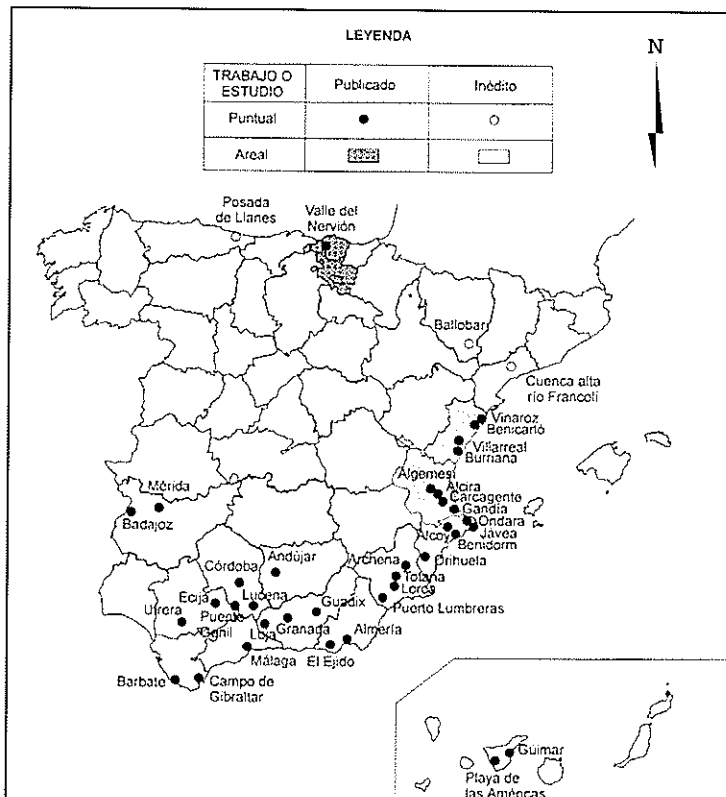 LEYENDA
N
TRABAJO O
ESTUDIO
Publicado
Inédito
Puntual
Areal
Posada
de Llanes
Valle del
Nervión
Ballobar
Cuenca alta
río Francolí
Vinaroz
Benicarló
Villarreal
Burriana
Algemesí
Alcira
Carcagente
Gandía
Ondara
Jávea
Alcoy
Benidorm
Mérida
Badajoz
Córdoba
Andújar
Archena
Orihuela
Totana
Lorca
Puerto Lumbreras
Écija
Lucena
Guadix
Utrera
Puente
Genil
Loja
Granada
Almería
Málaga
El Ejido
Barbate
Campo de
Gibraltar
Güimar
Playa de
las Américas